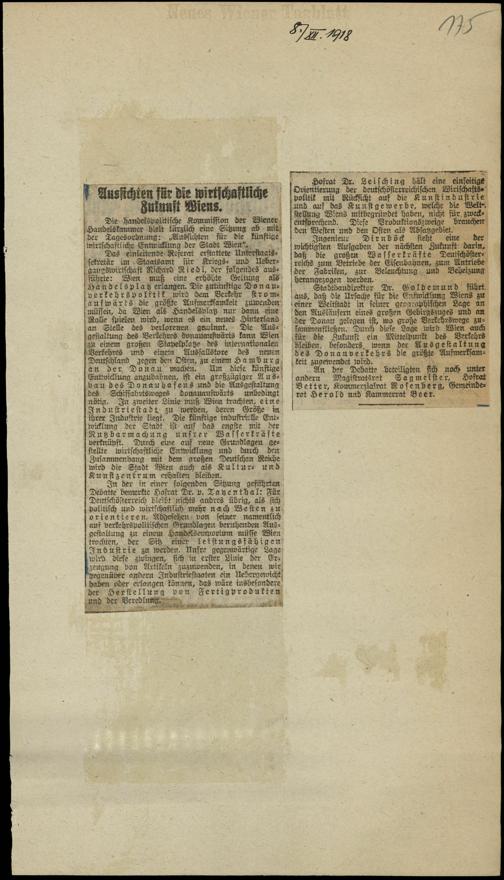 Neues Wiener Tagblatt
8./XII. 1918
175
Aussichten für die wirtschaftliche
Zukunft Wiens.
Die handelspolitische Kommission der Wiener
Handelskammer hielt kürzlich eine Sitzung ab mit
der Tagesordnung: „Aussichten für die künftige
wirtschaftliche Entwicklung der Stadt Wien“.
Das einleitende Referat erstattete Unterstaats-
sekretär im Staatsamt für Kriegs- und Ueber-
gangswirtschaft Richard Riedl, der folgendes aus-
führte: Wien muß eine erhöhte Geltung als
Handelsplatz erlangen. Die zukünftige Donau-
verkehrspolitik wird dem Verkehr strom-
aufwärts die größte Aufmerksamkeit zuwenden
müssen, da Wien als Handelsplatz nur dann eine
Rolle spielen wird, wenn es ein neues Hinterland
an Stelle des verlorenen gewinnt. Die Aus-
gestaltung des Verkehrs donauaufwärts kann Wien
zu einem großen Stapelplatze des internationalen
Verkehrs und einem Ausfallstore des neuen
Deutschland gegen den Osten, zu einem Hamburg
an der Donau machen. Um diese künftige
Entwicklung anzubahnen, ist ein großzügiger Aus-
bau des Donauhafens und die Ausgestaltung
des Schiffahrtsweges donauaufwärts unbedingt
nötig. In zweiter Linie muß Wien trachten, eine
Industriestadt zu werden, deren Größe in
ihrer Industrie liegt. Die künftige industrielle Ent-
wicklung der Stadt ist auf das engste mit der
Nutzbarmachung unsrer Wasserkräfte
verknüpft. Durch eine auf neue Grundlagen ge-
stellte wirtschaftliche Entwicklung und durch den
Zusammenhang mit dem großen Deutschen Reiche
wird die Stadt Wien auch als Kultur- und
Kunstzentrum erhalten bleiben.
In der in einer folgenden Sitzung geführten
Debatte bemerkte Hofrat Dr. v. Tayenthal: Für
Deutschösterreich bleibt nichts andres übrig, als sich
politisch und wirtschaftlich mehr nach Westen zu
orientieren. Abgesehen von seiner namentlich
auf verkehrspolitischen Grundlagen beruhenden Aus-
gestaltung zu einem Handelsemporium müsse Wien
trachten, der Sitz einer leistungsfähigen
Industrie zu werden. Unsre gegenwärtige Lage
wird diese zwingen, sich in erster Linie der Er-
zeugung von Artikeln zuzuwenden, in denen wir
gegenüber andern Industriestaaten ein Uebergewicht
haben oder erlangen können, das wäre insbesondere
der Herstellung von Fertigprodukten
und der Veredlung.
Hofrat Dr. Leisching hält eine einseitige
Orientierung der deutschösterreichischen Wirtschafts-
politik mit Rücksicht auf die Kunstindustrie
und auf das Kunstgewerbe, welche die Welt-
stellung Wiens mitbegründet haben, nicht für zweck-
entsprechend. Diese Produktionszweige brauchen
den Westen und den Osten als Absatzgebiet.
Ingenieur Dirnböck sieht eine der
wichtigsten Aufgaben der nächsten Zukunft darin,
daß die großen Wasserkräfte Deutschöster-
reichs zum Betriebe der Eisenbahnen, zum Antriebe
der Fabriken, zur Beleuchtung und Beheizung
herangezogen werden.
Stadtbaudirektor Dr. Goldemund führt
aus, daß die Ursache für die Entwicklung Wiens zu
einer Weltstadt in seiner geographischen Lage an
den Ausläufern eines großen Gebirgszuges und an
der Donau gelegen ist, wo große Verkehrswege zu-
sammenfließen. Durch diese Lage wird Wien auch
für die Zukunft ein Mittelpunkt des Verkehrs
bleiben, besonders, wenn der Ausgestaltung
des Donauverkehrs die größte Aufmerksam-
keit zugewendet wird.
An der Debatte beteiligten sich noch unter
andern Magistratsrat Sagmeister, Hofrat
Vetter, Kommerzialrat Rosenberg, Gemeinde-
rat Herold und Kammerrat Beer.